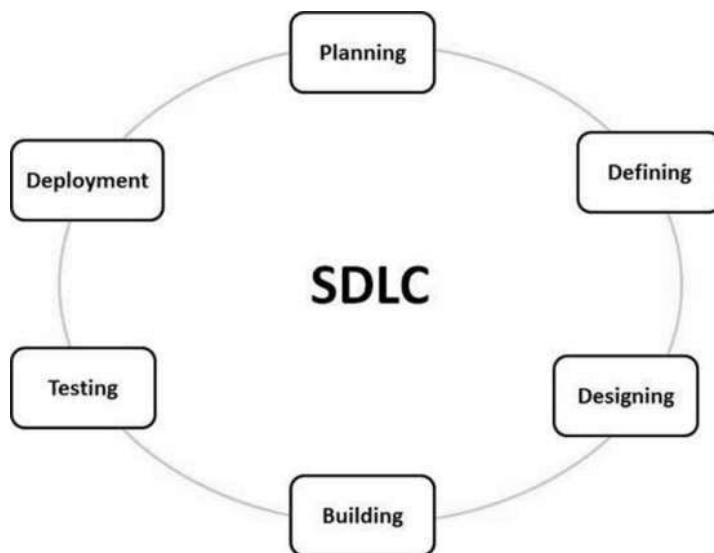 Planning
Defining
Designing
Building
Testing
Deployment
SDLC